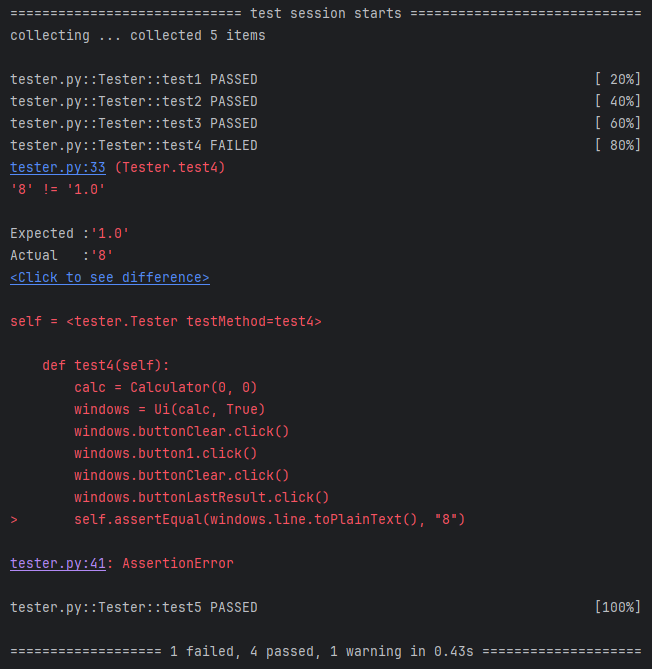 ============================= test session starts =============================
collecting ... collected 5 items
tester.py::Tester::test1 PASSED [ 20%]
tester.py::Tester::test2 PASSED [ 40%]
tester.py::Tester::test3 PASSED [ 60%]
tester.py::Tester::test4 FAILED [ 80%]
tester.py:33 (Tester.test4)
'8' != '1.0'
Expected :'1.0'
Actual   :'8'
<Click to see difference>
self = <tester.Tester testMethod=test4>
    def test4(self):
        calc = Calculator(0, 0)
        windows = Ui(calc, True)
        windows.buttonClear.click()
        windows.button1.click()
        windows.buttonClear.click()
        windows.buttonLastResult.click()
>       self.assertEqual(windows.line.toPlainText(), "8")
tester.py:41: AssertionError
tester.py::Tester::test5 PASSED [100%]
=================== 1 failed, 4 passed, 1 warning in 0.43s ====================